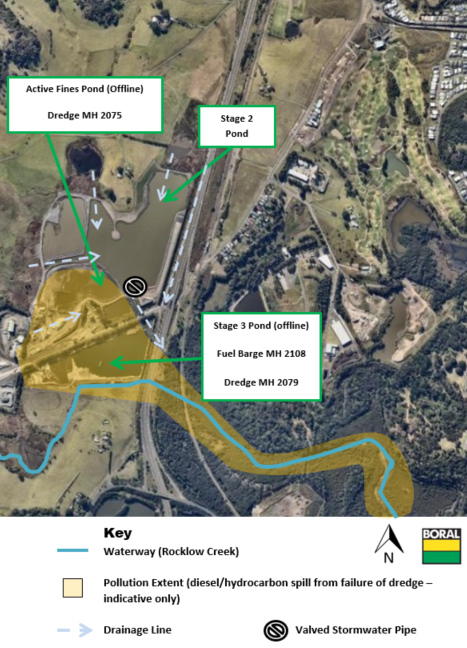 Active Fines Pond (Offline)
Dredge MH 2075
Stage 2
Pond
Stage 3 Pond (offline)
Fuel Barge MH 2108
Dredge MH 2079
Key
Waterway (Rocklow Creek)
N
BORAL
Pollution Extent (diesel/hydrocarbon spill from failure of dredge –
indicative only)
Drainage Line
Valved Stormwater Pipe